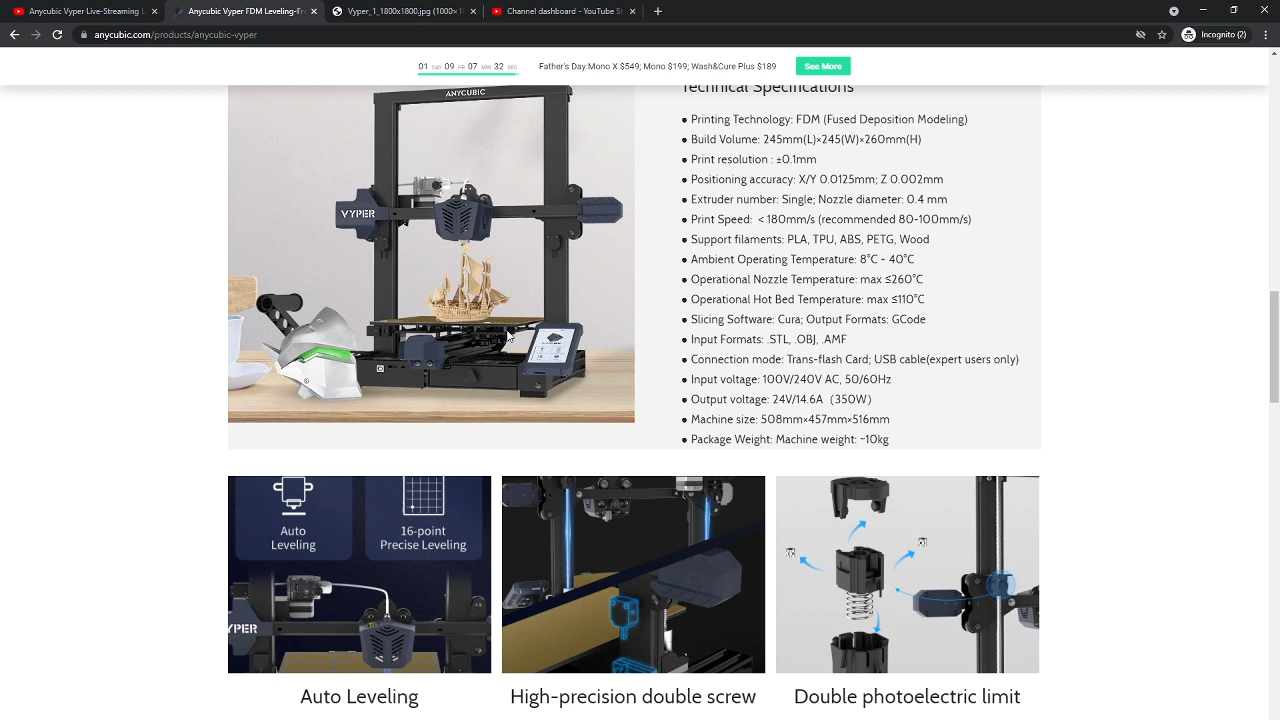 Anycubic Vyper Live-Streaming L
Anycubic Vyper FDM Leveling-Fre
Vyper_1_1800x1800.jpg (1000×1
Channel dashboard - YouTube St
anycubic.com/products/anycubic-vyper
Incognito (2)
01 DAY 09 HR 07 MIN 32 SEC
Father's Day:Mono X $549; Mono $199; Wash&Cure Plus $189
See More
ANYCUBIC
VYPER
Technical Specifications
● Printing Technology: FDM (Fused Deposition Modeling)
● Build Volume: 245mm(L)×245(W)×260mm(H)
● Print resolution : ±0.1mm
● Positioning accuracy: X/Y 0.0125mm; Z 0.002mm
● Extruder number: Single; Nozzle diameter: 0.4 mm
● Print Speed: < 180mm/s (recommended 80-100mm/s)
● Support filaments: PLA, TPU, ABS, PETG, Wood
● Ambient Operating Temperature: 8°C - 40°C
● Operational Nozzle Temperature: max ≤260°C
● Operational Hot Bed Temperature: max ≤110°C
● Slicing Software: Cura; Output Formats: GCode
● Input Formats: .STL, .OBJ, .AMF
● Connection mode: Trans-flash Card; USB cable(expert users only)
● Input voltage: 100V/240V AC, 50/60Hz
● Output voltage: 24V/14.6A（350W）
● Machine size: 508mm×457mm×516mm
● Package Weight: Machine weight: ~10kg
Auto
Leveling
16-point
Precise Leveling
YPER
Auto Leveling
High-precision double screw
Double photoelectric limit